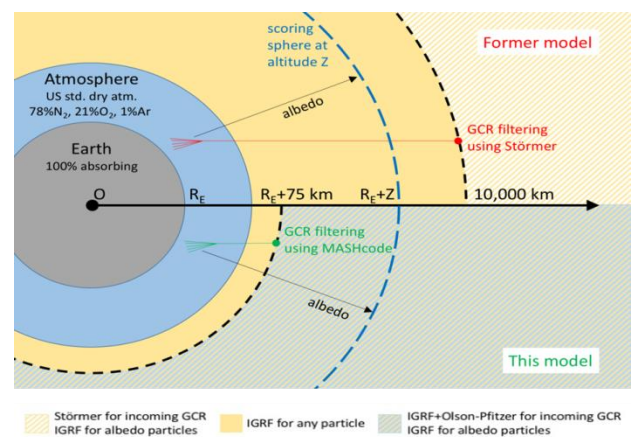 scoring
sphere at
altitude Z
Former model
Atmosphere
US std. dry atm.
78%N₂, 21%O₂, 1%Ar
albedo
GCR filtering
using Störmer
Earth
100% absorbing
O
R_E
R_E+75 km
R_E+Z
10,000 km
GCR filtering
using MASHcode
albedo
This model
Störmer for incoming GCR
IGRF for albedo particles
IGRF for any particle
IGRF+Olson-Pfitzer for incoming GCR
IGRF for albedo particles